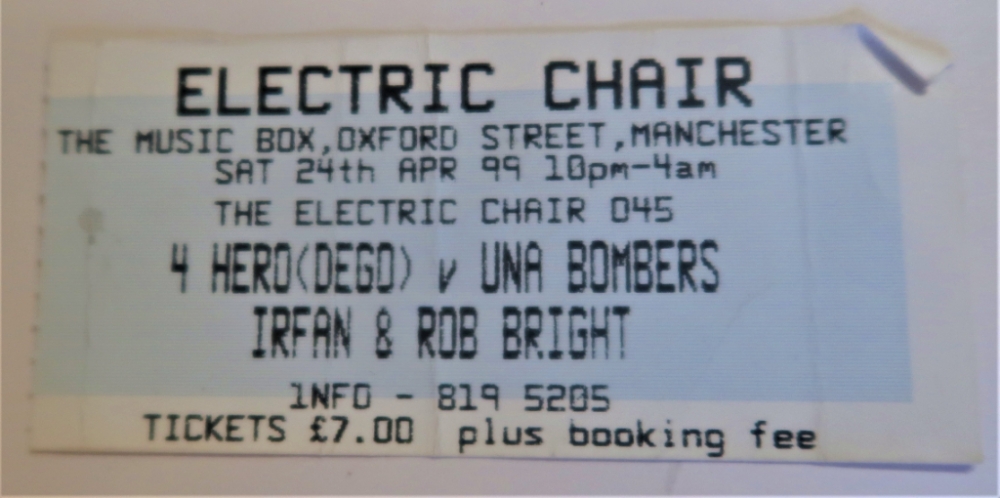 ELECTRIC CHAIR
THE MUSIC BOX,OXFORD STREET,MANCHESTER
SAT 24th APR 99 10pm-4am
THE ELECTRIC CHAIR 045
4 HERO(DEGO) v UNA BOMBERS
IRFAN & ROB BRIGHT
INFO - 819 5205
TICKETS £7.00 plus booking fee